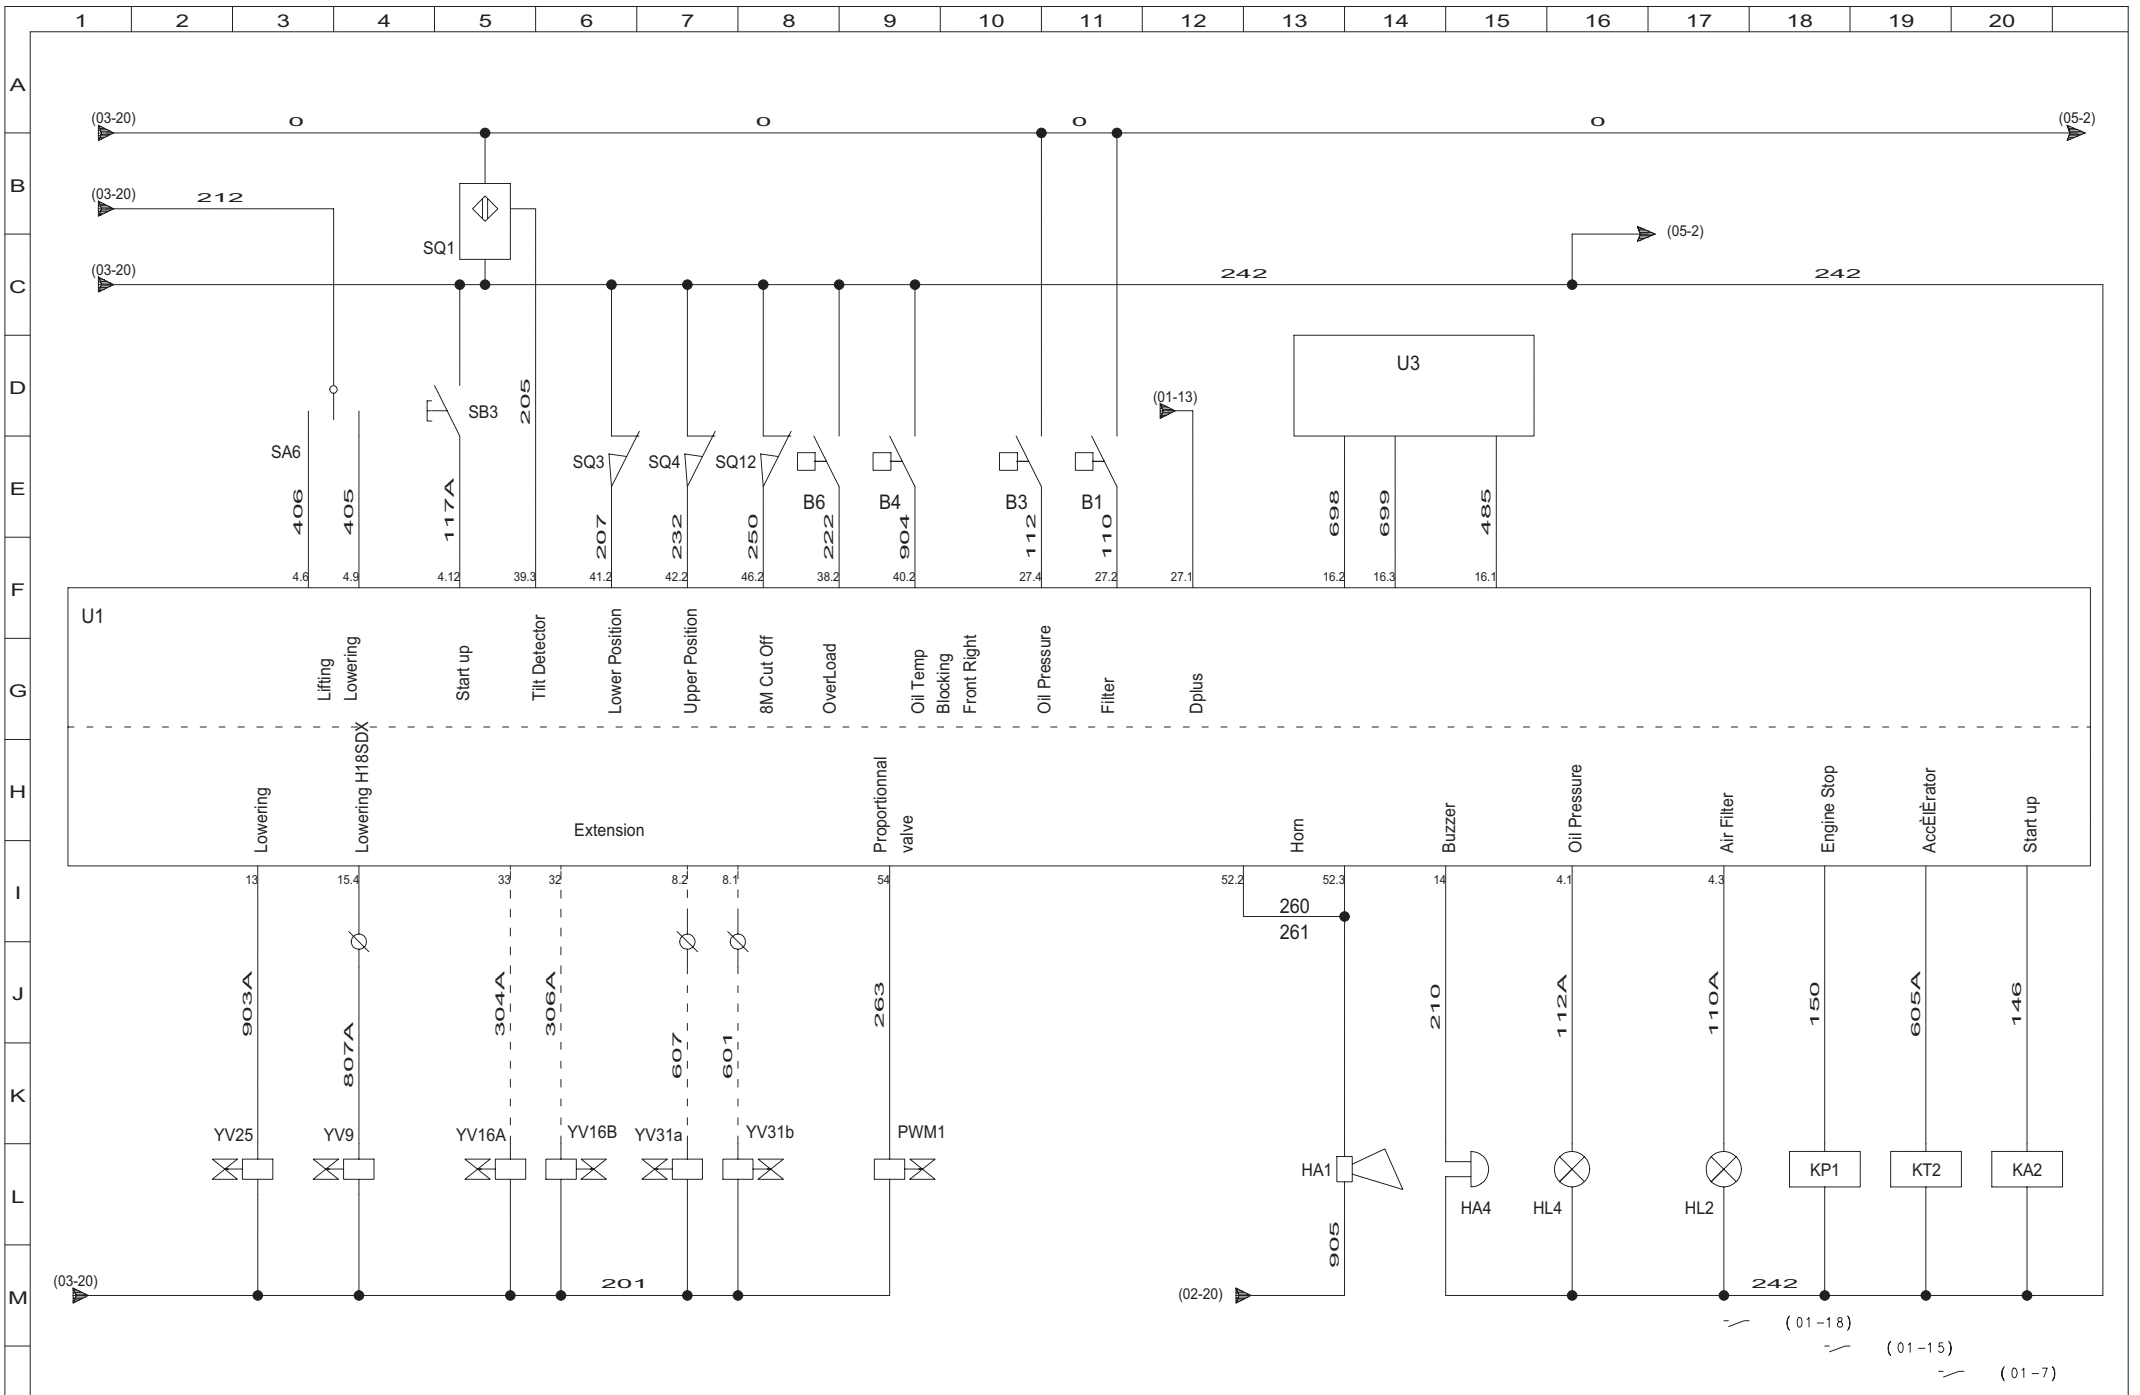 1 2 3 4 5 6 7 8 9 10 11 12 13 14 15 16 17 18 19 20
A
(03-20) 0 0 0 0 (05-2)
B
(03-20) 212
(05-2)
SQ1
(03-20) 242 242
C
U3
D
205
SB3
(01-13)
SA6 SQ3 SQ4 SQ12
E
406 405 117A 207 232 250 B6 222 B4 904 B3 112 B1 110 698 699 485
4.6 4.9 4.12 39.3 41.2 42.2 46.2 38.2 40.2 27.4 27.2 27.1 16.2 16.3 16.1
F
U1
G
Lifting
Lowering
Start up
Tilt Detector
Lower Position
Upper Position
8M Cut Off
OverLoad
Oil Temp
Blocking
Front Right
Oil Pressure
Filter
Dplus
H
Lowering
Lowering H18SDX
Extension
Proportionnal
valve
Horn
Buzzer
Oil Pressure
Air Filter
Engine Stop
AccÈlÈrator
Start up
I
13 15.4 33 32 8.2 8.1 54 52.2 52.3 14 4.1 4.3
260
261
J
903A 807A 304A 306A 607 601 263 210 112A 110A 150 605A 146
K
YV25 YV9 YV16A YV16B YV31a YV31b PWM1
HA1 KP1 KT2 KA2
L
HA4 HL4 HL2
905
(03-20) 201 (02-20) 242
M
(01-18)
(01-15)
(01-7)